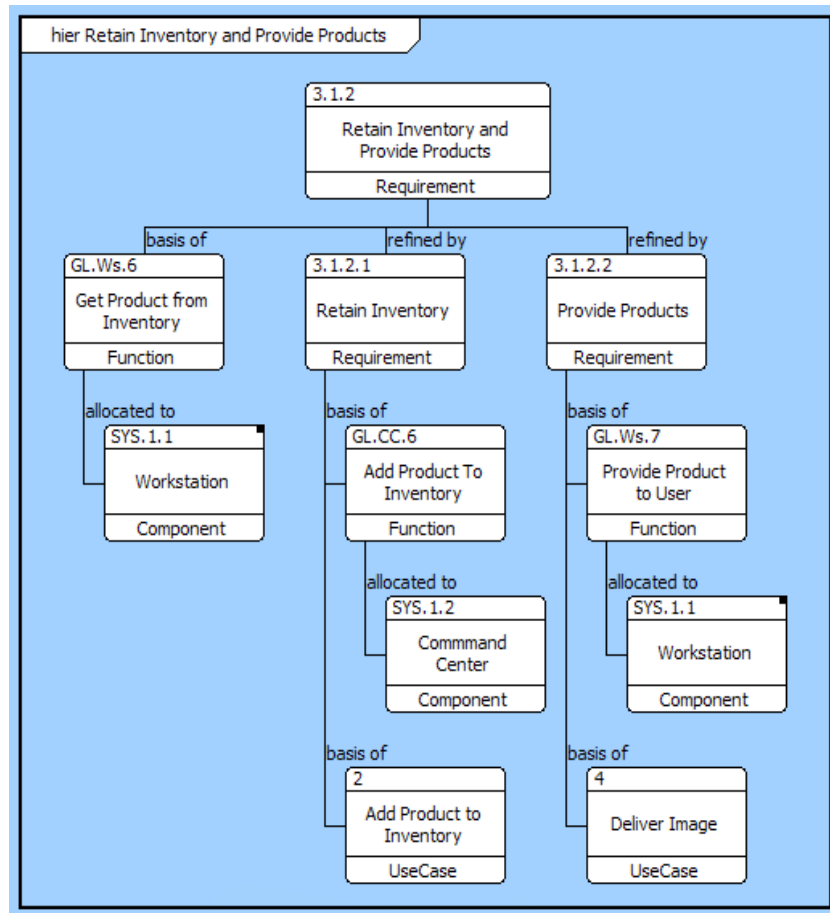 hier Retain Inventory and Provide Products
3.1.2
Retain Inventory and
Provide Products
Requirement
basis of
refined by
refined by
GL.Ws.6
Get Product from
Inventory
Function
3.1.2.1
Retain Inventory
Requirement
3.1.2.2
Provide Products
Requirement
allocated to
SYS.1.1
Workstation
Component
basis of
GL.CC.6
Add Product To
Inventory
Function
basis of
GL.Ws.7
Provide Product
to User
Function
allocated to
SYS.1.2
Commmand
Center
Component
allocated to
SYS.1.1
Workstation
Component
basis of
2
Add Product to
Inventory
UseCase
basis of
4
Deliver Image
UseCase